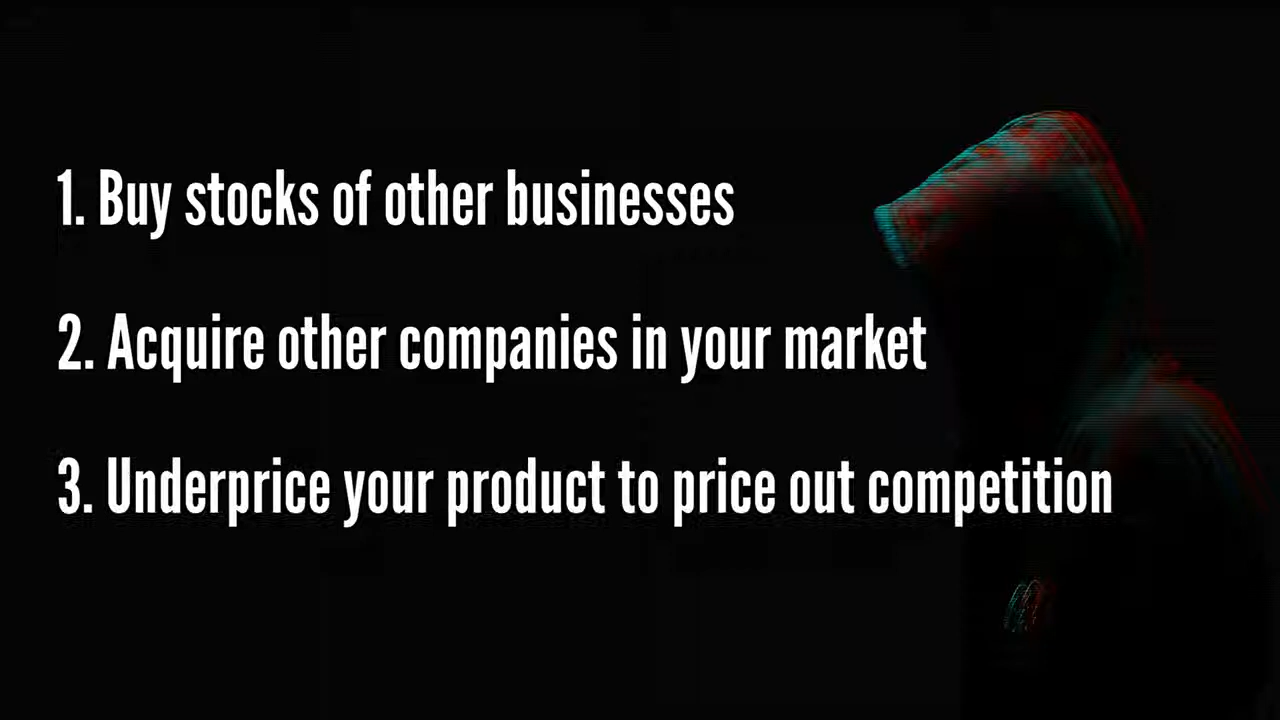 1. Buy stocks of other businesses
2. Acquire other companies in your market
3. Underprice your product to price out competition